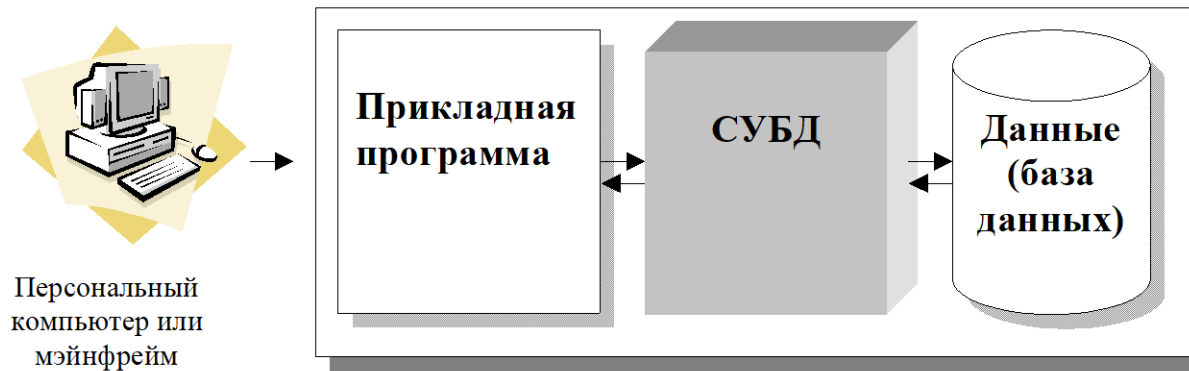 Прикладная
программа
СУБД
Данные
(база
данных)
Персональный
компьютер или
мэйнфрейм